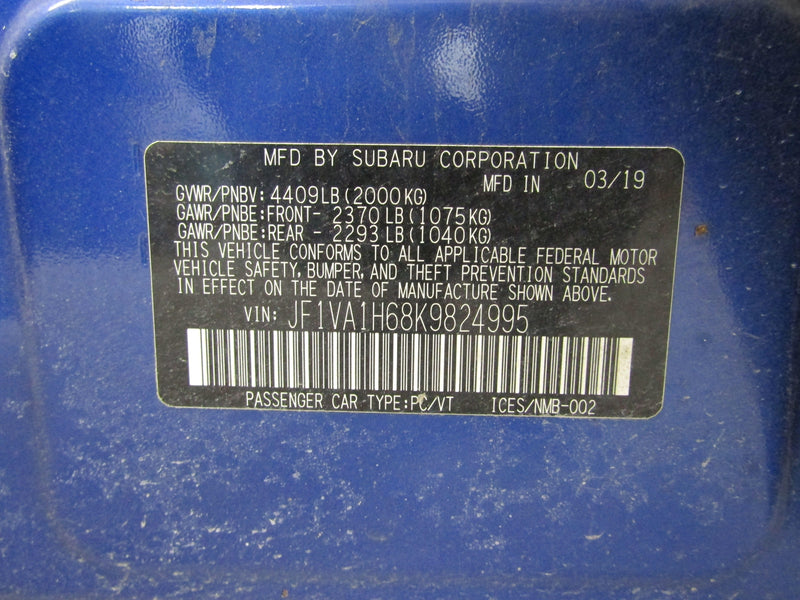 MFD BY SUBARU CORPORATION
MFD IN 03/19
GVWR/PNBV: 4409LB(2000KG)
GAWR/PNBE:FRONT- 2370LB(1075KG)
GAWR/PNBE:REAR - 2293LB(1040KG)
THIS VEHICLE CONFORMS TO ALL APPLICABLE FEDERAL MOTOR
VEHICLE SAFETY, BUMPER, AND THEFT PREVENTION STANDARDS
IN EFFECT ON THE DATE OF MANUFACTURE SHOWN ABOVE.
VIN: JF1VA1H68K9824995
PASSENGER CAR TYPE:PC/VT ICES/NMB-002